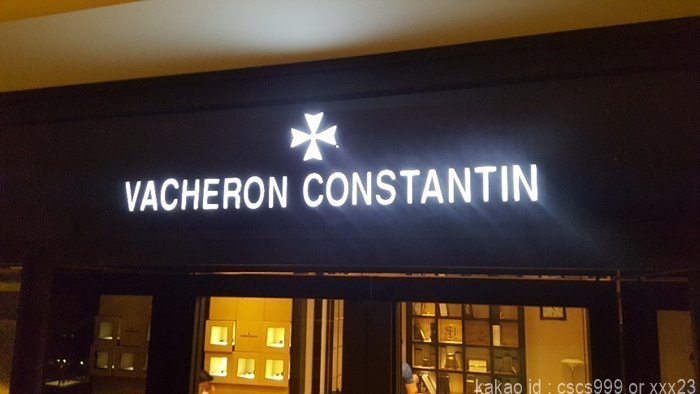 VACHERON CONSTANTIN
kakao id : cscs999 or xxx23